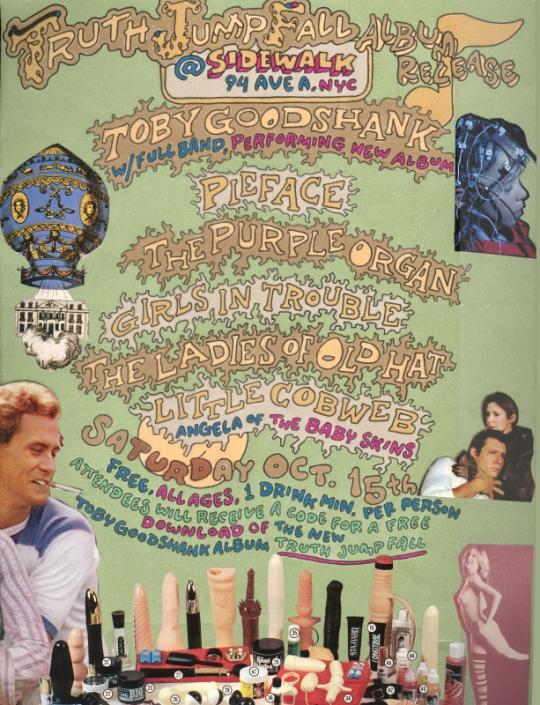 TRUTH JUMP FALL ALBUM
RELEASE
@ SIDEWALK
94 AVE A. NYC
TOBY GOODSHANK
W/ FULL BAND, PERFORMING NEW ALBUM
PIEFACE
THE PURPLE ORGAN
GIRLS IN TROUBLE
THE LADIES OF OLD HAT
LITTLE COBWEB
ANGELA OF THE BABY SKINS
SATURDAY OCT. 15th
FREE, ALL AGES, 1 DRINK MIN. PER PERSON
ATTENDEES WILL RECEIVE A CODE FOR A FREE
DOWNLOAD OF THE NEW
TOBY GOODSHANK ALBUM TRUTH JUMP FALL